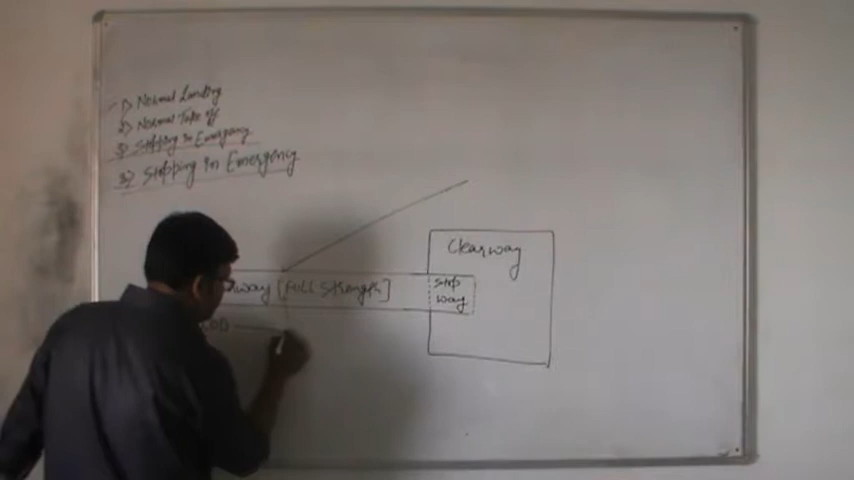 1) Normal Landing
2) Normal Take off
3) Stopping in Emergency
3) Stopping in Emergency
Clearway
[Full Strength]
Stop
way